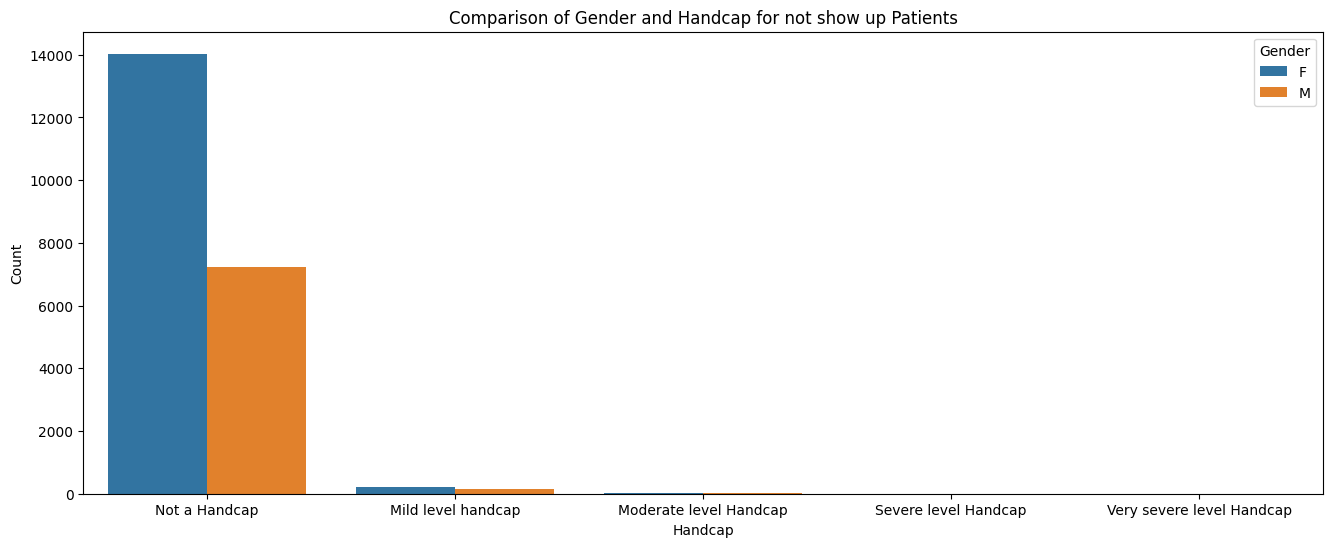 Comparison of Gender and Handcap for not show up Patients
Gender
F
M
14000
12000
10000
8000
6000
4000
2000
0
Count
Not a Handcap
Mild level handcap
Moderate level Handcap
Severe level Handcap
Very severe level Handcap
Handcap